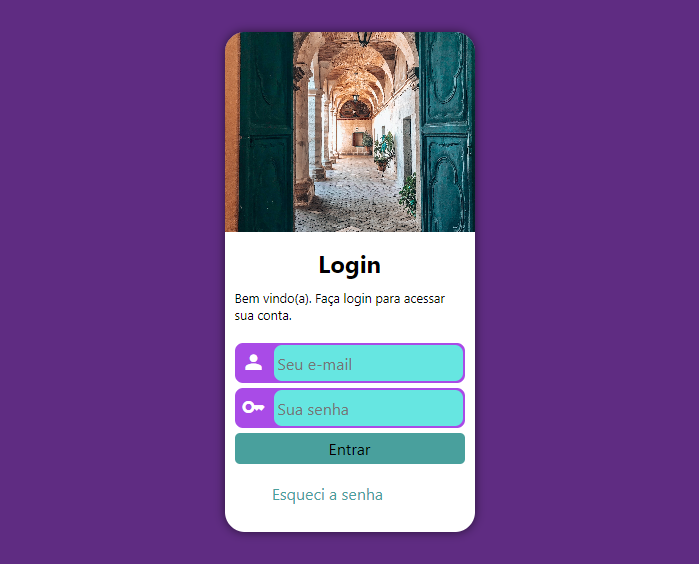 Login
Bem vindo(a). Faça login para acessar
sua conta.
Seu e-mail
Sua senha
Entrar
Esqueci a senha